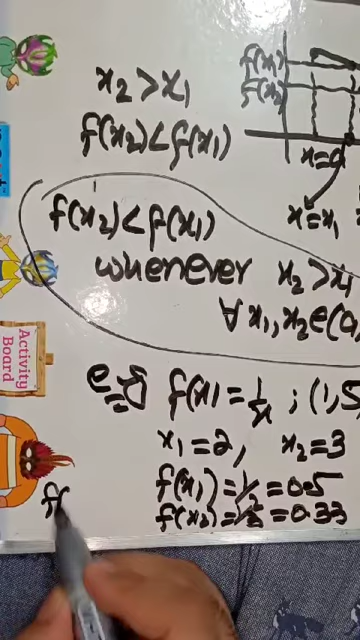 f(x₁)
f(x₂)
x₂ > x₁
f(x₂) < f(x₁)
x=a
x=x₁
f(x₂) < f(x₁)
whenever x₂ > x₁
∀ x₁, x₂ ∈ (a,
Activity
Board
e.g. f(x) = 1/x ; (1, 5
x₁ = 2, x₂ = 3
f(x₁) = 1/2 = 0.5
f(x₂) = 1/3 = 0.33
f(